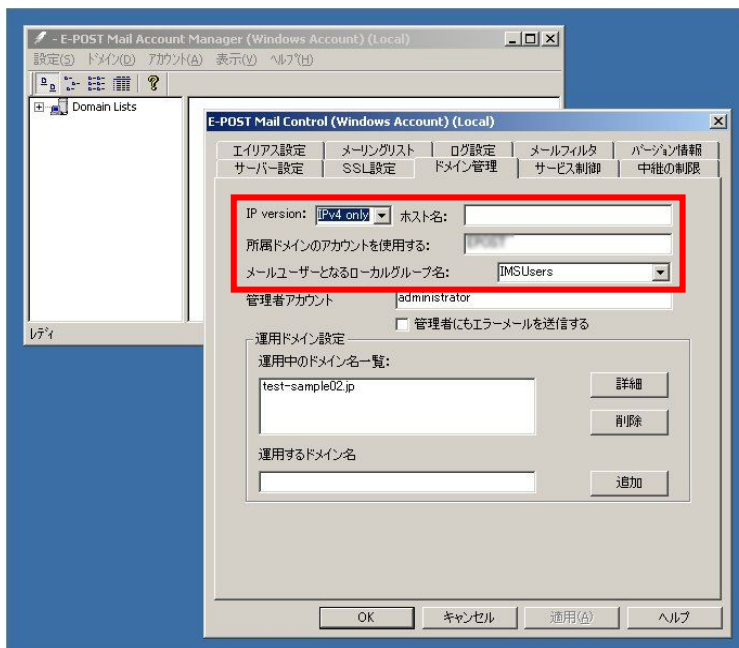 - E-POST Mail Account Manager (Windows Account) (Local)
設定(S) ドメイン(D) アカウント(A) 表示(V) ヘルプ(H)
Domain Lists
レディ
E-POST Mail Control (Windows Account) (Local)
エイリアス設定 メーリングリスト ログ設定 メールフィルタ バージョン情報
サーバー設定 SSL設定 ドメイン管理 サービス制御 中継の制限
IP version: IPv4 only ホスト名:
所属ドメインのアカウントを使用する: EPOST
メールユーザーとなるローカルグループ名: IMSUsers
管理者アカウント administrator
管理者にもエラーメールを送信する
運用ドメイン設定
運用中のドメイン名一覧:
test-sample02.jp
詳細
削除
運用するドメイン名
追加
OK キャンセル 適用(A) ヘルプ